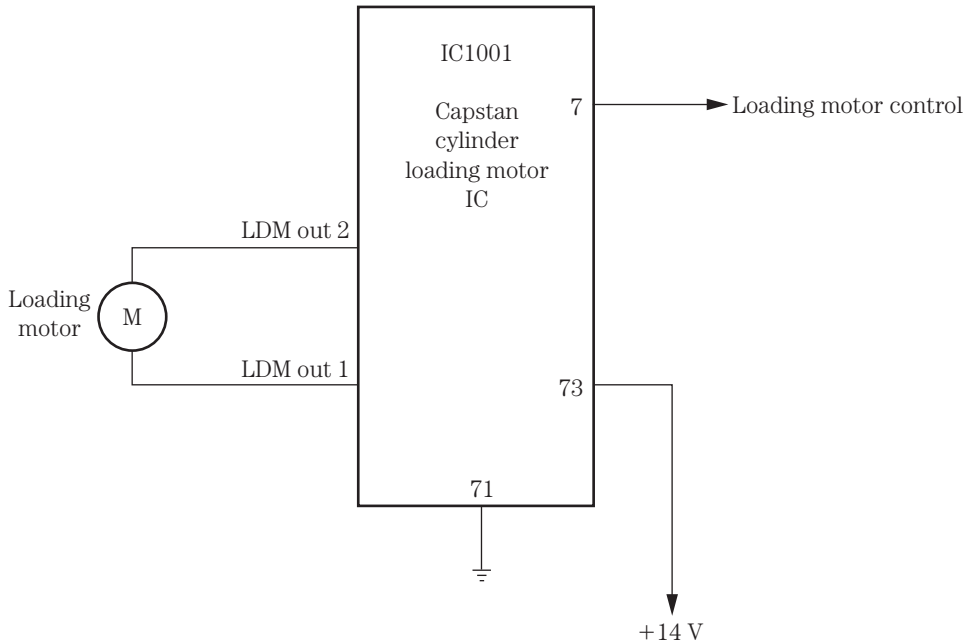 IC1001
Capstan
cylinder
loading motor
IC
7
Loading motor control
LDM out 2
Loading
motor
M
LDM out 1
73
71
+14 V